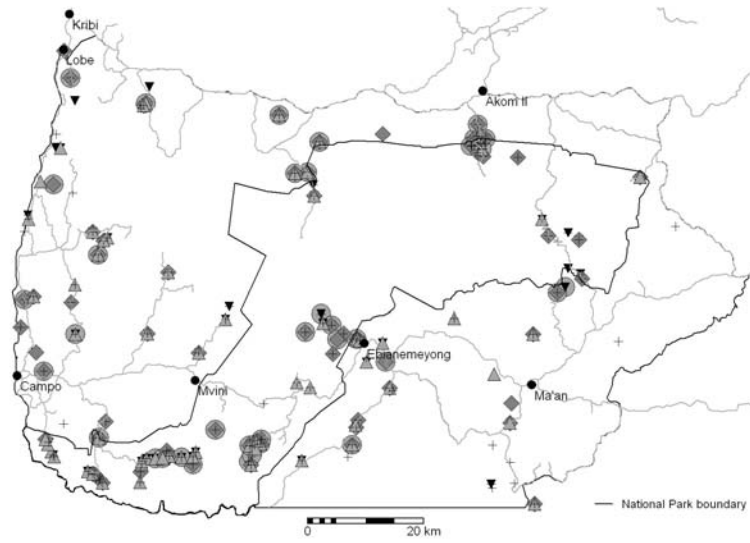 Kribi
Lobe
Akom II
Ebianemeyong
Campo
Mvini
Ma'an
National Park boundary
0
20 km